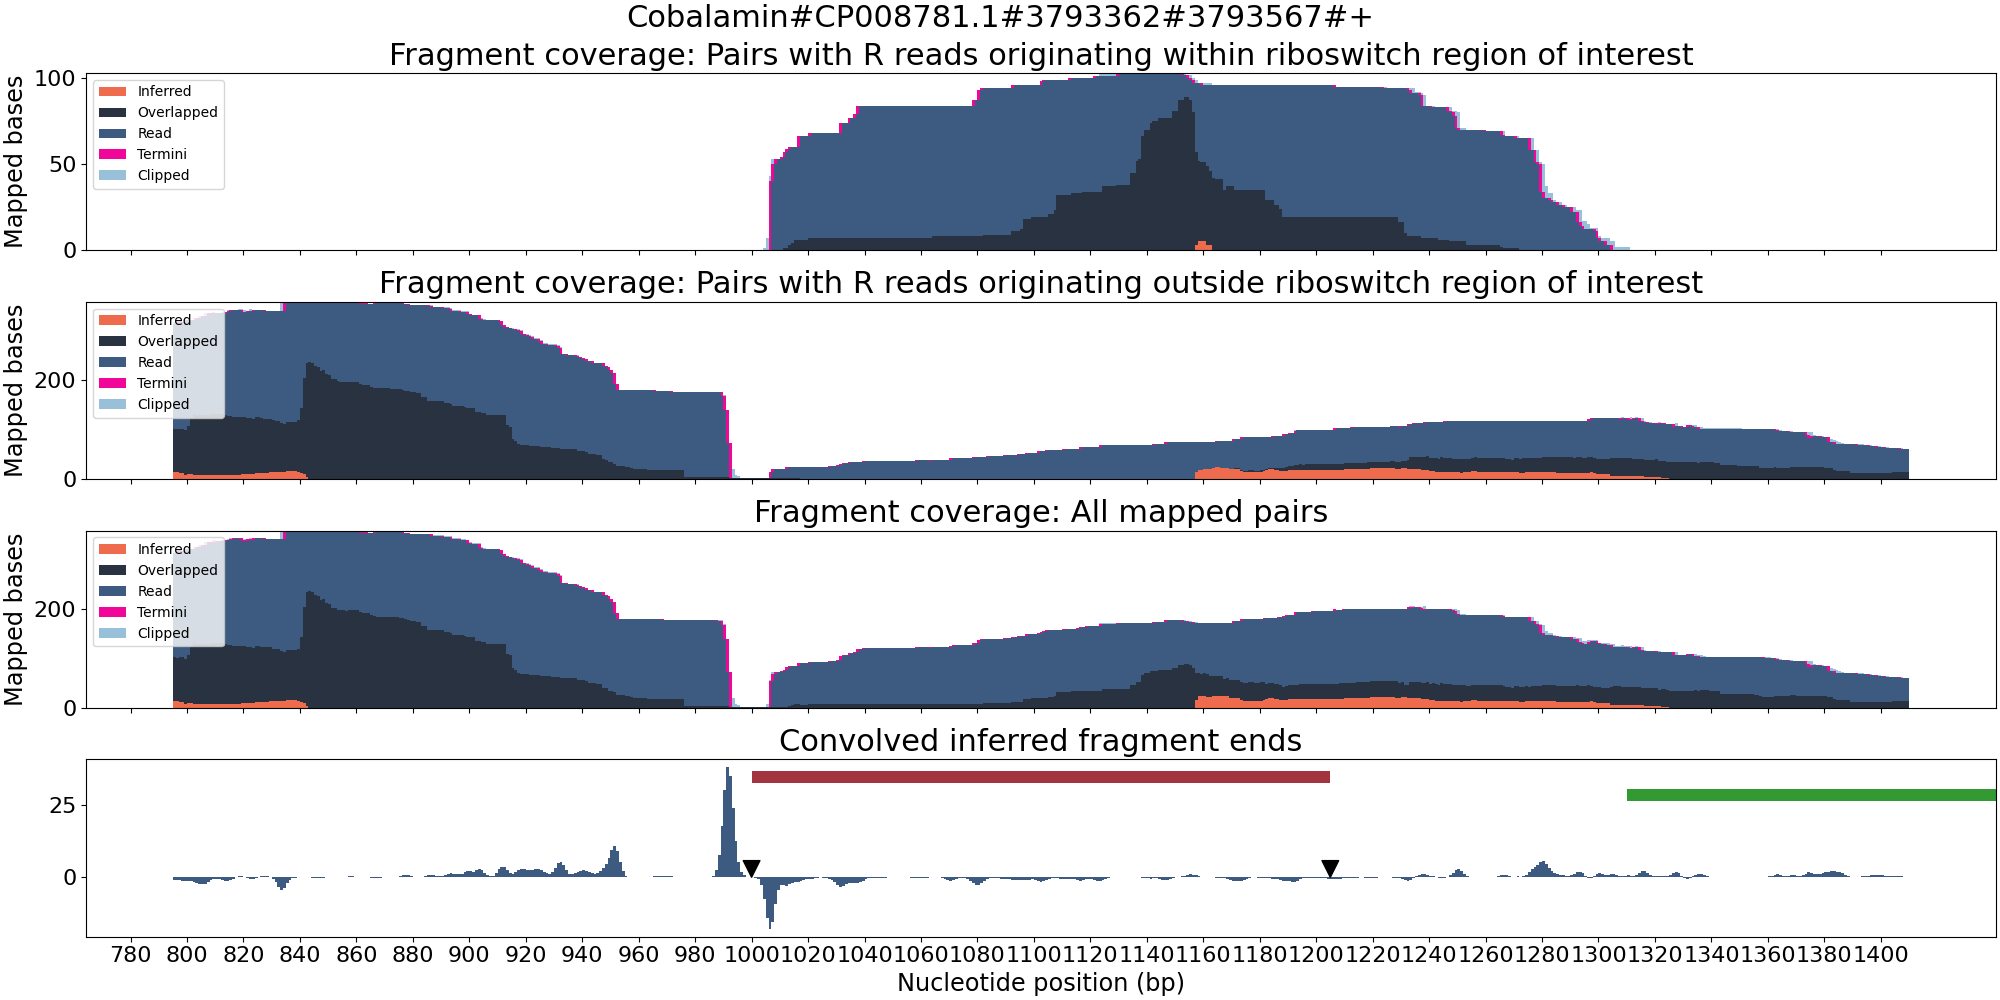 Cobalamin#CP008781.1#3793362#3793567#+
Fragment coverage: Pairs with R reads originating within riboswitch region of interest
Mapped bases
100
50
0
Inferred
Overlapped
Read
Termini
Clipped
Fragment coverage: Pairs with R reads originating outside riboswitch region of interest
Mapped bases
200
0
Inferred
Overlapped
Read
Termini
Clipped
Fragment coverage: All mapped pairs
Mapped bases
200
0
Inferred
Overlapped
Read
Termini
Clipped
Convolved inferred fragment ends
25
0
780 800 820 840 860 880 900 920 940 960 980 1000 1020 1040 1060 1080 1100 1120 1140 1160 1180 1200 1220 1240 1260 1280 1300 1320 1340 1360 1380 1400
Nucleotide position (bp)